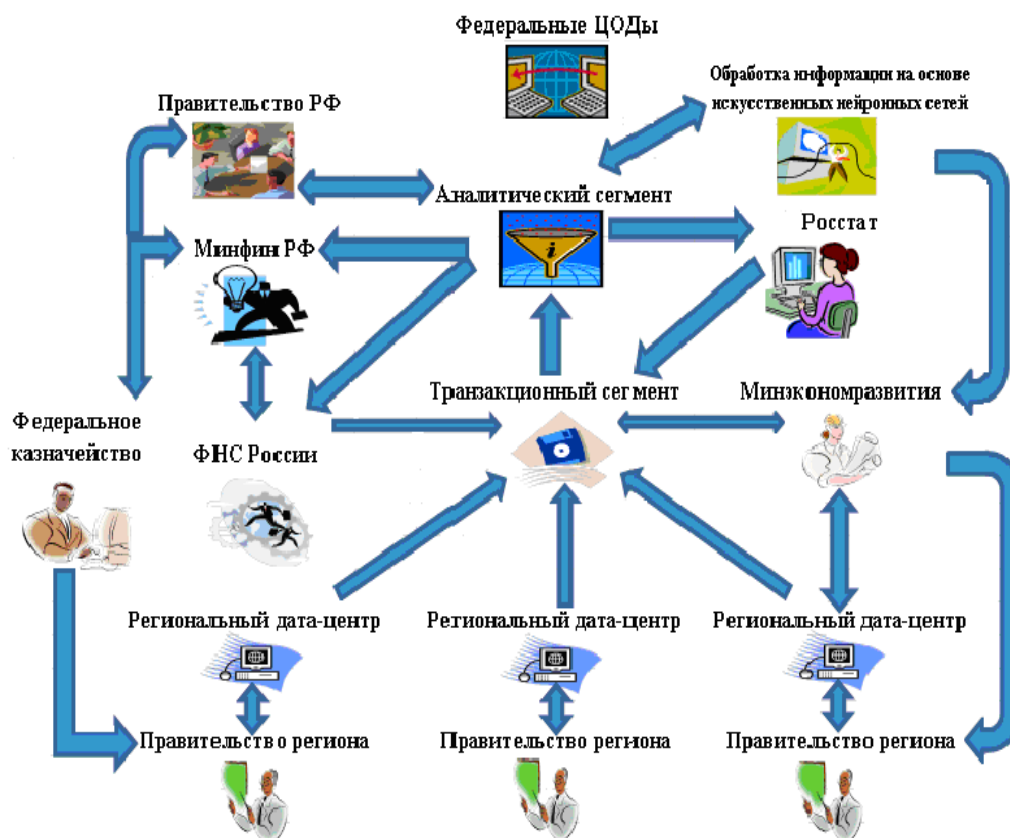 Федеральные ЦОДы
Обработка информации на основе
искусственных нейронных сетей
Правительство РФ
Аналитический сегмент
Росстат
Минфин РФ
Транзакционный сегмент
Минэкономразвития
Федеральное
казначейство
ФНС России
Региональный дата-центр
Региональный дата-центр
Региональный дата-центр
Правительство региона
Правительство региона
Правительство региона